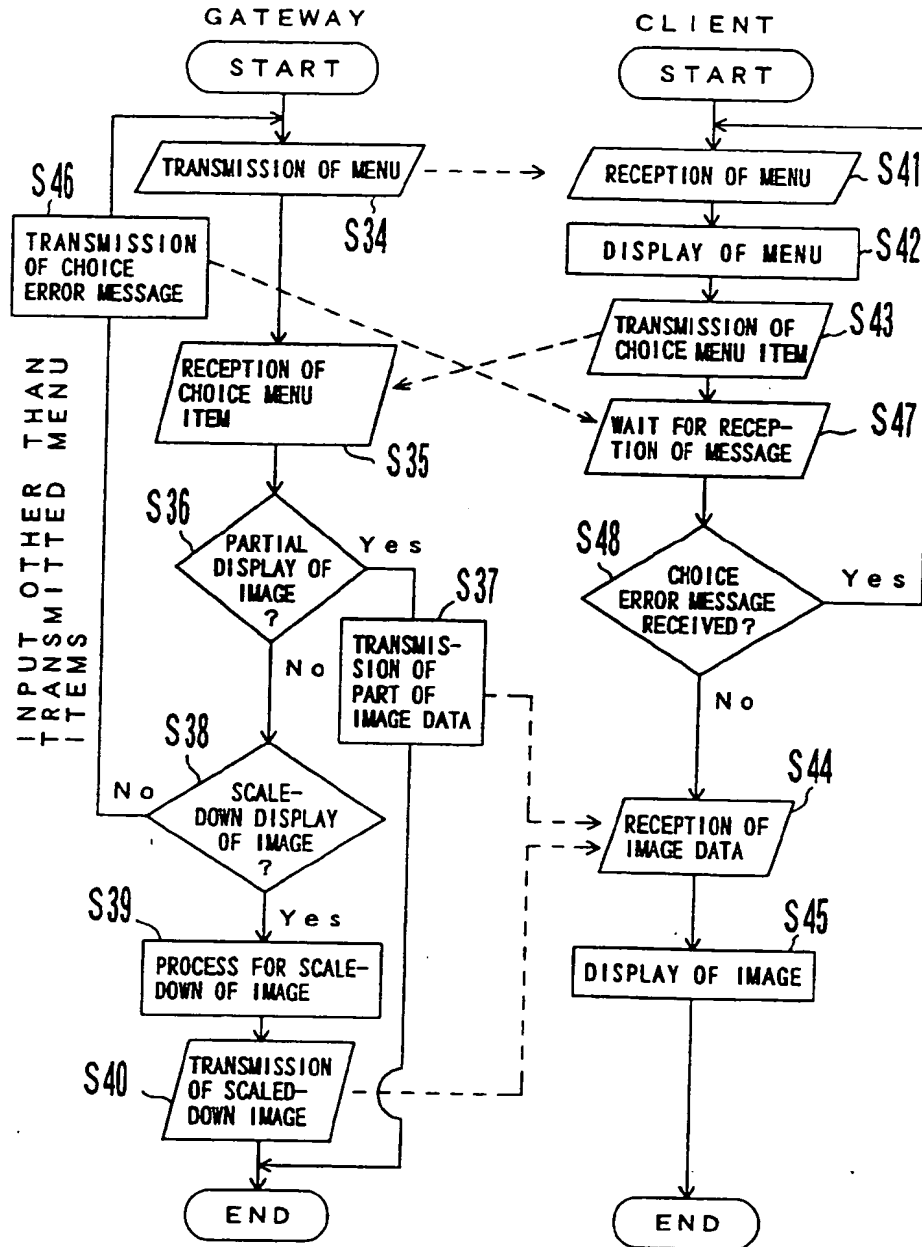 GATEWAY
START
TRANSMISSION OF MENU
S34
S46
TRANSMISSION
OF CHOICE
ERROR MESSAGE
INPUT OTHER THAN
TRANSMITTED MENU
ITEMS
RECEPTION OF
CHOICE MENU
ITEM
S35
S36
PARTIAL
DISPLAY OF
IMAGE
?
Yes
No
S37
TRANSMIS-
SION OF
PART OF
IMAGE DATA
S38
No
SCALE-
DOWN DISPLAY
OF IMAGE
?
Yes
S39
PROCESS FOR SCALE-
DOWN OF IMAGE
S40
TRANSMISSION
OF SCALED-
DOWN IMAGE
END
CLIENT
START
RECEPTION OF MENU
S41
DISPLAY OF MENU
S42
TRANSMISSION OF
CHOICE MENU ITEM
S43
WAIT FOR RECEP-
TION OF MESSAGE
S47
S48
CHOICE
ERROR MESSAGE
RECEIVED?
Yes
No
S44
RECEPTION OF
IMAGE DATA
S45
DISPLAY OF IMAGE
END